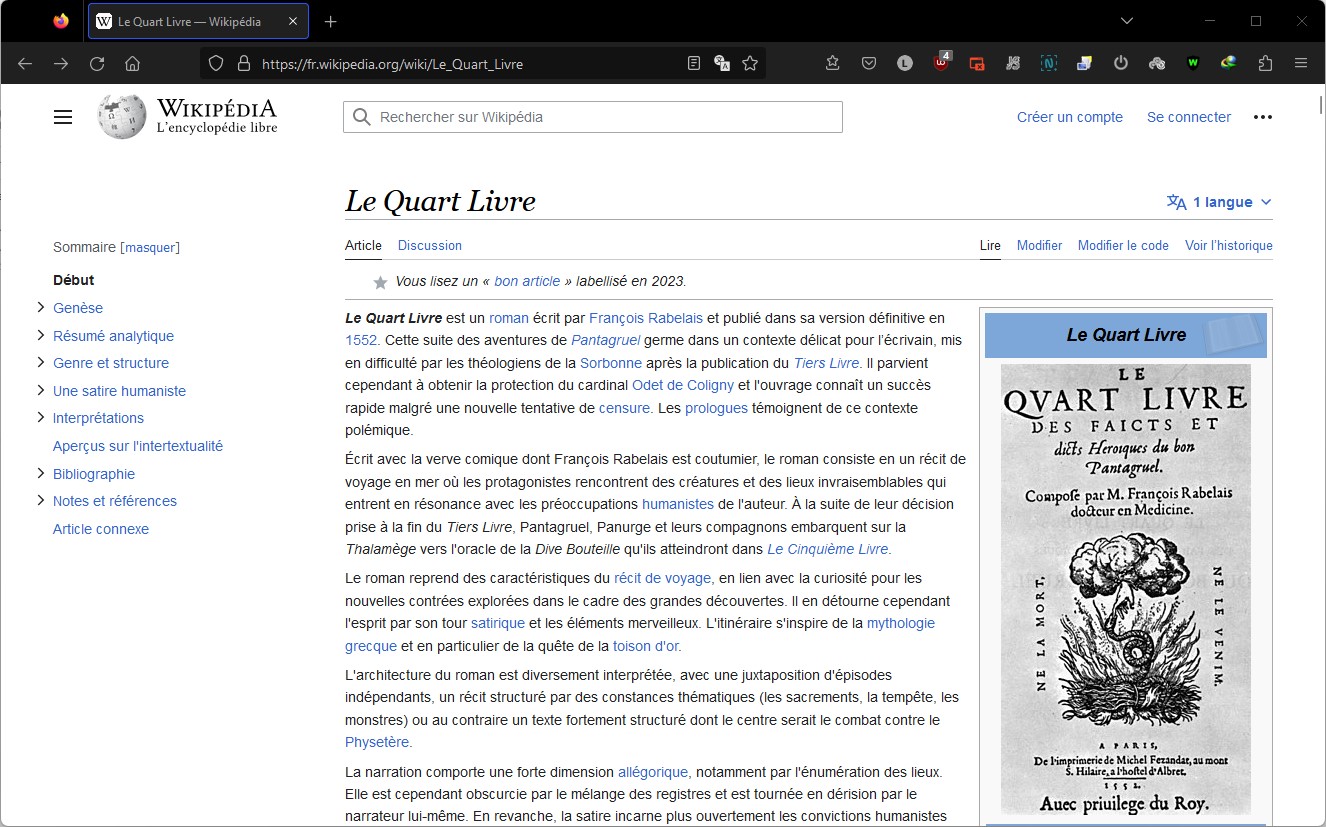 Le Quart Livre — Wikipédia
https://fr.wikipedia.org/wiki/Le_Quart_Livre
4
WIKIPÉDIA
L'encyclopédie libre
Rechercher sur Wikipédia
Créer un compte
Se connecter
Le Quart Livre
1 langue
Article
Discussion
Lire
Modifier
Modifier le code
Voir l'historique
Sommaire [masquer]
Début
Genèse
Résumé analytique
Genre et structure
Une satire humaniste
Interprétations
Aperçus sur l'intertextualité
Bibliographie
Notes et références
Article connexe
Vous lisez un « bon article » labellisé en 2023.
Le Quart Livre est un roman écrit par François Rabelais et publié dans sa version définitive en
1552. Cette suite des aventures de Pantagruel germe dans un contexte délicat pour l'écrivain, mis
en difficulté par les théologiens de la Sorbonne après la publication du Tiers Livre. Il parvient
cependant à obtenir la protection du cardinal Odet de Coligny et l'ouvrage connaît un succès
rapide malgré une nouvelle tentative de censure. Les prologues témoignent de ce contexte
polémique.
Écrit avec la verve comique dont François Rabelais est coutumier, le roman consiste en un récit de
voyage en mer où les protagonistes rencontrent des créatures et des lieux invraisemblables qui
entrent en résonance avec les préoccupations humanistes de l'auteur. À la suite de leur décision
prise à la fin du Tiers Livre, Pantagruel, Panurge et leurs compagnons embarquent sur la
Thalamège vers l'oracle de la Dive Bouteille qu'ils atteindront dans Le Cinquième Livre.
Le roman reprend des caractéristiques du récit de voyage, en lien avec la curiosité pour les
nouvelles contrées explorées dans le cadre des grandes découvertes. Il en détourne cependant
l'esprit par son tour satirique et les éléments merveilleux. L'itinéraire s'inspire de la mythologie
grecque et en particulier de la quête de la toison d'or.
L'architecture du roman est diversement interprétée, avec une juxtaposition d'épisodes
indépendants, un récit structuré par des constances thématiques (les sacrements, la tempête, les
monstres) ou au contraire un texte fortement structuré dont le centre serait le combat contre le
Physetère.
La narration comporte une forte dimension allégorique, notamment par l'énumération des lieux.
Elle est cependant obscurcie par le mélange des registres et est tournée en dérision par le
narrateur lui-même. En revanche, la satire incarne plus ouvertement les convictions humanistes
Le Quart Livre
LE
QVART LIVRE
DES FAICTS ET
dicts Heroiques du bon
Pantagruel.
Composé par M. François Rabelais
docteur en Medicine.
NE LA MORT,
NE LE VENIM.
A PARIS,
De l'imprimerie de Michel Fezandat, au mont
S. Hilaire, a l'hostel d'Albret.
1552.
Auec priuilege du Roy.